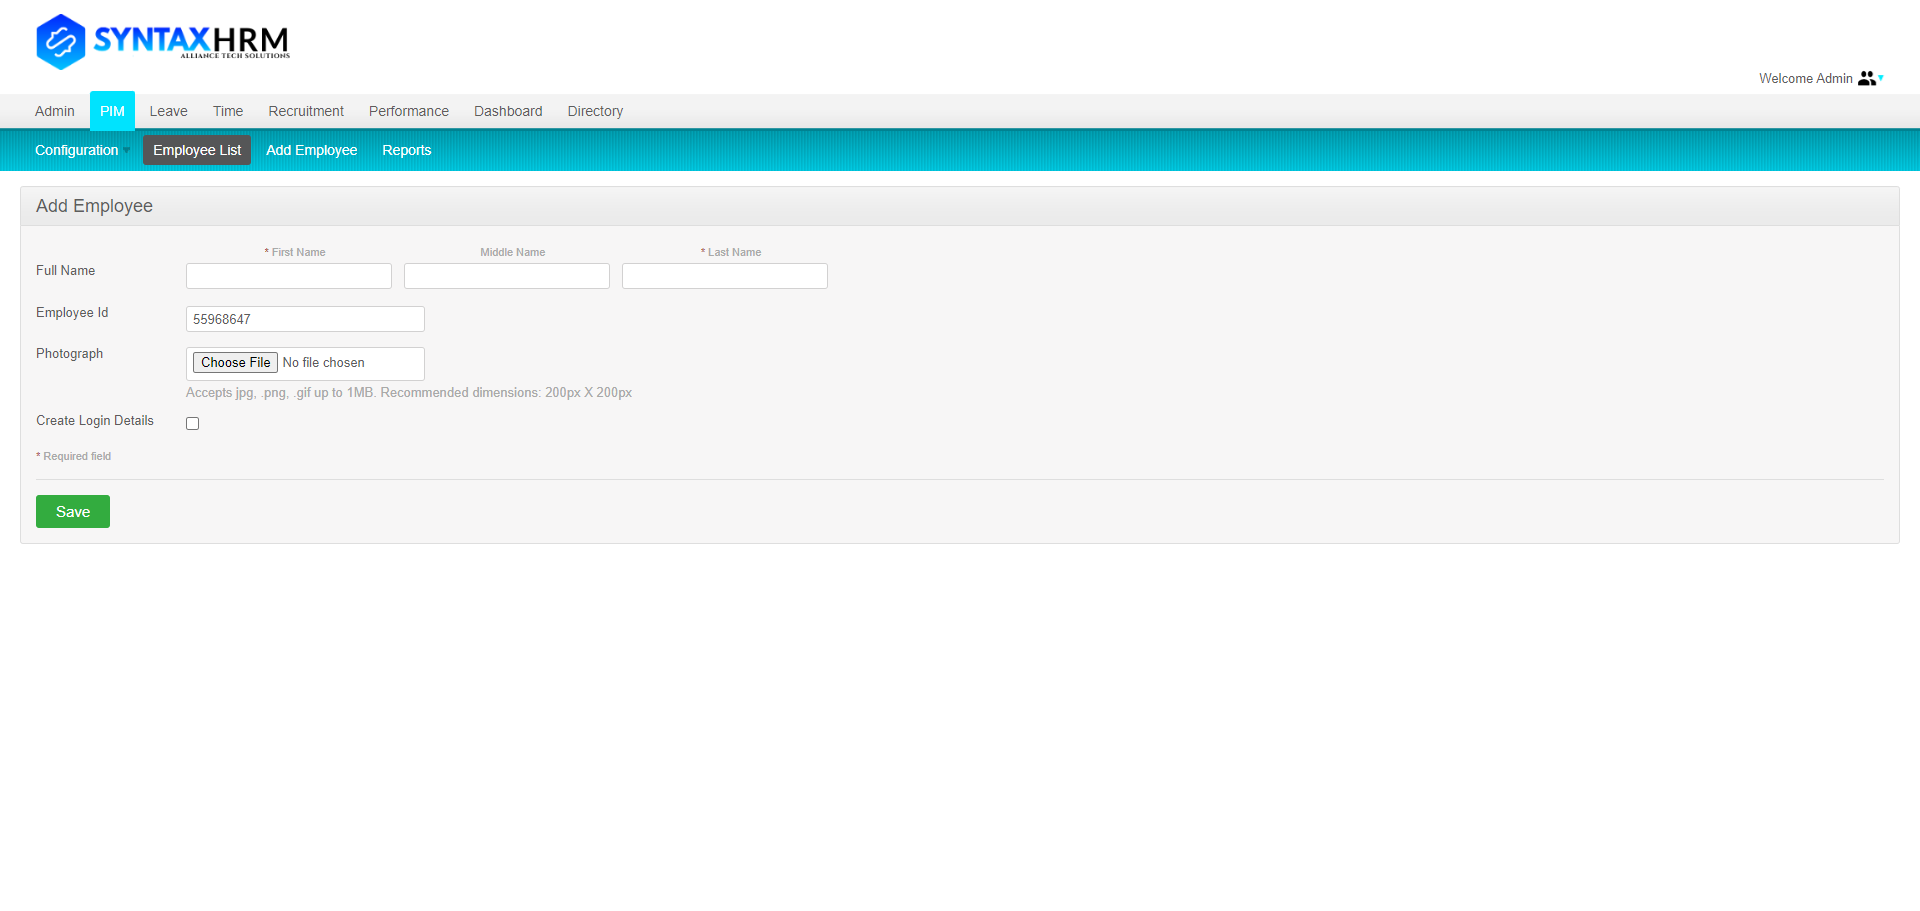 SYNTAXHRM
ALLIANCE TECH SOLUTIONS
Welcome Admin
Admin PIM Leave Time Recruitment Performance Dashboard Directory
Configuration Employee List Add Employee Reports
Add Employee
* First Name Middle Name * Last Name
Full Name
Employee Id 55968647
Photograph Choose File No file chosen
Accepts jpg, .png, .gif up to 1MB. Recommended dimensions: 200px X 200px
Create Login Details
* Required field
Save